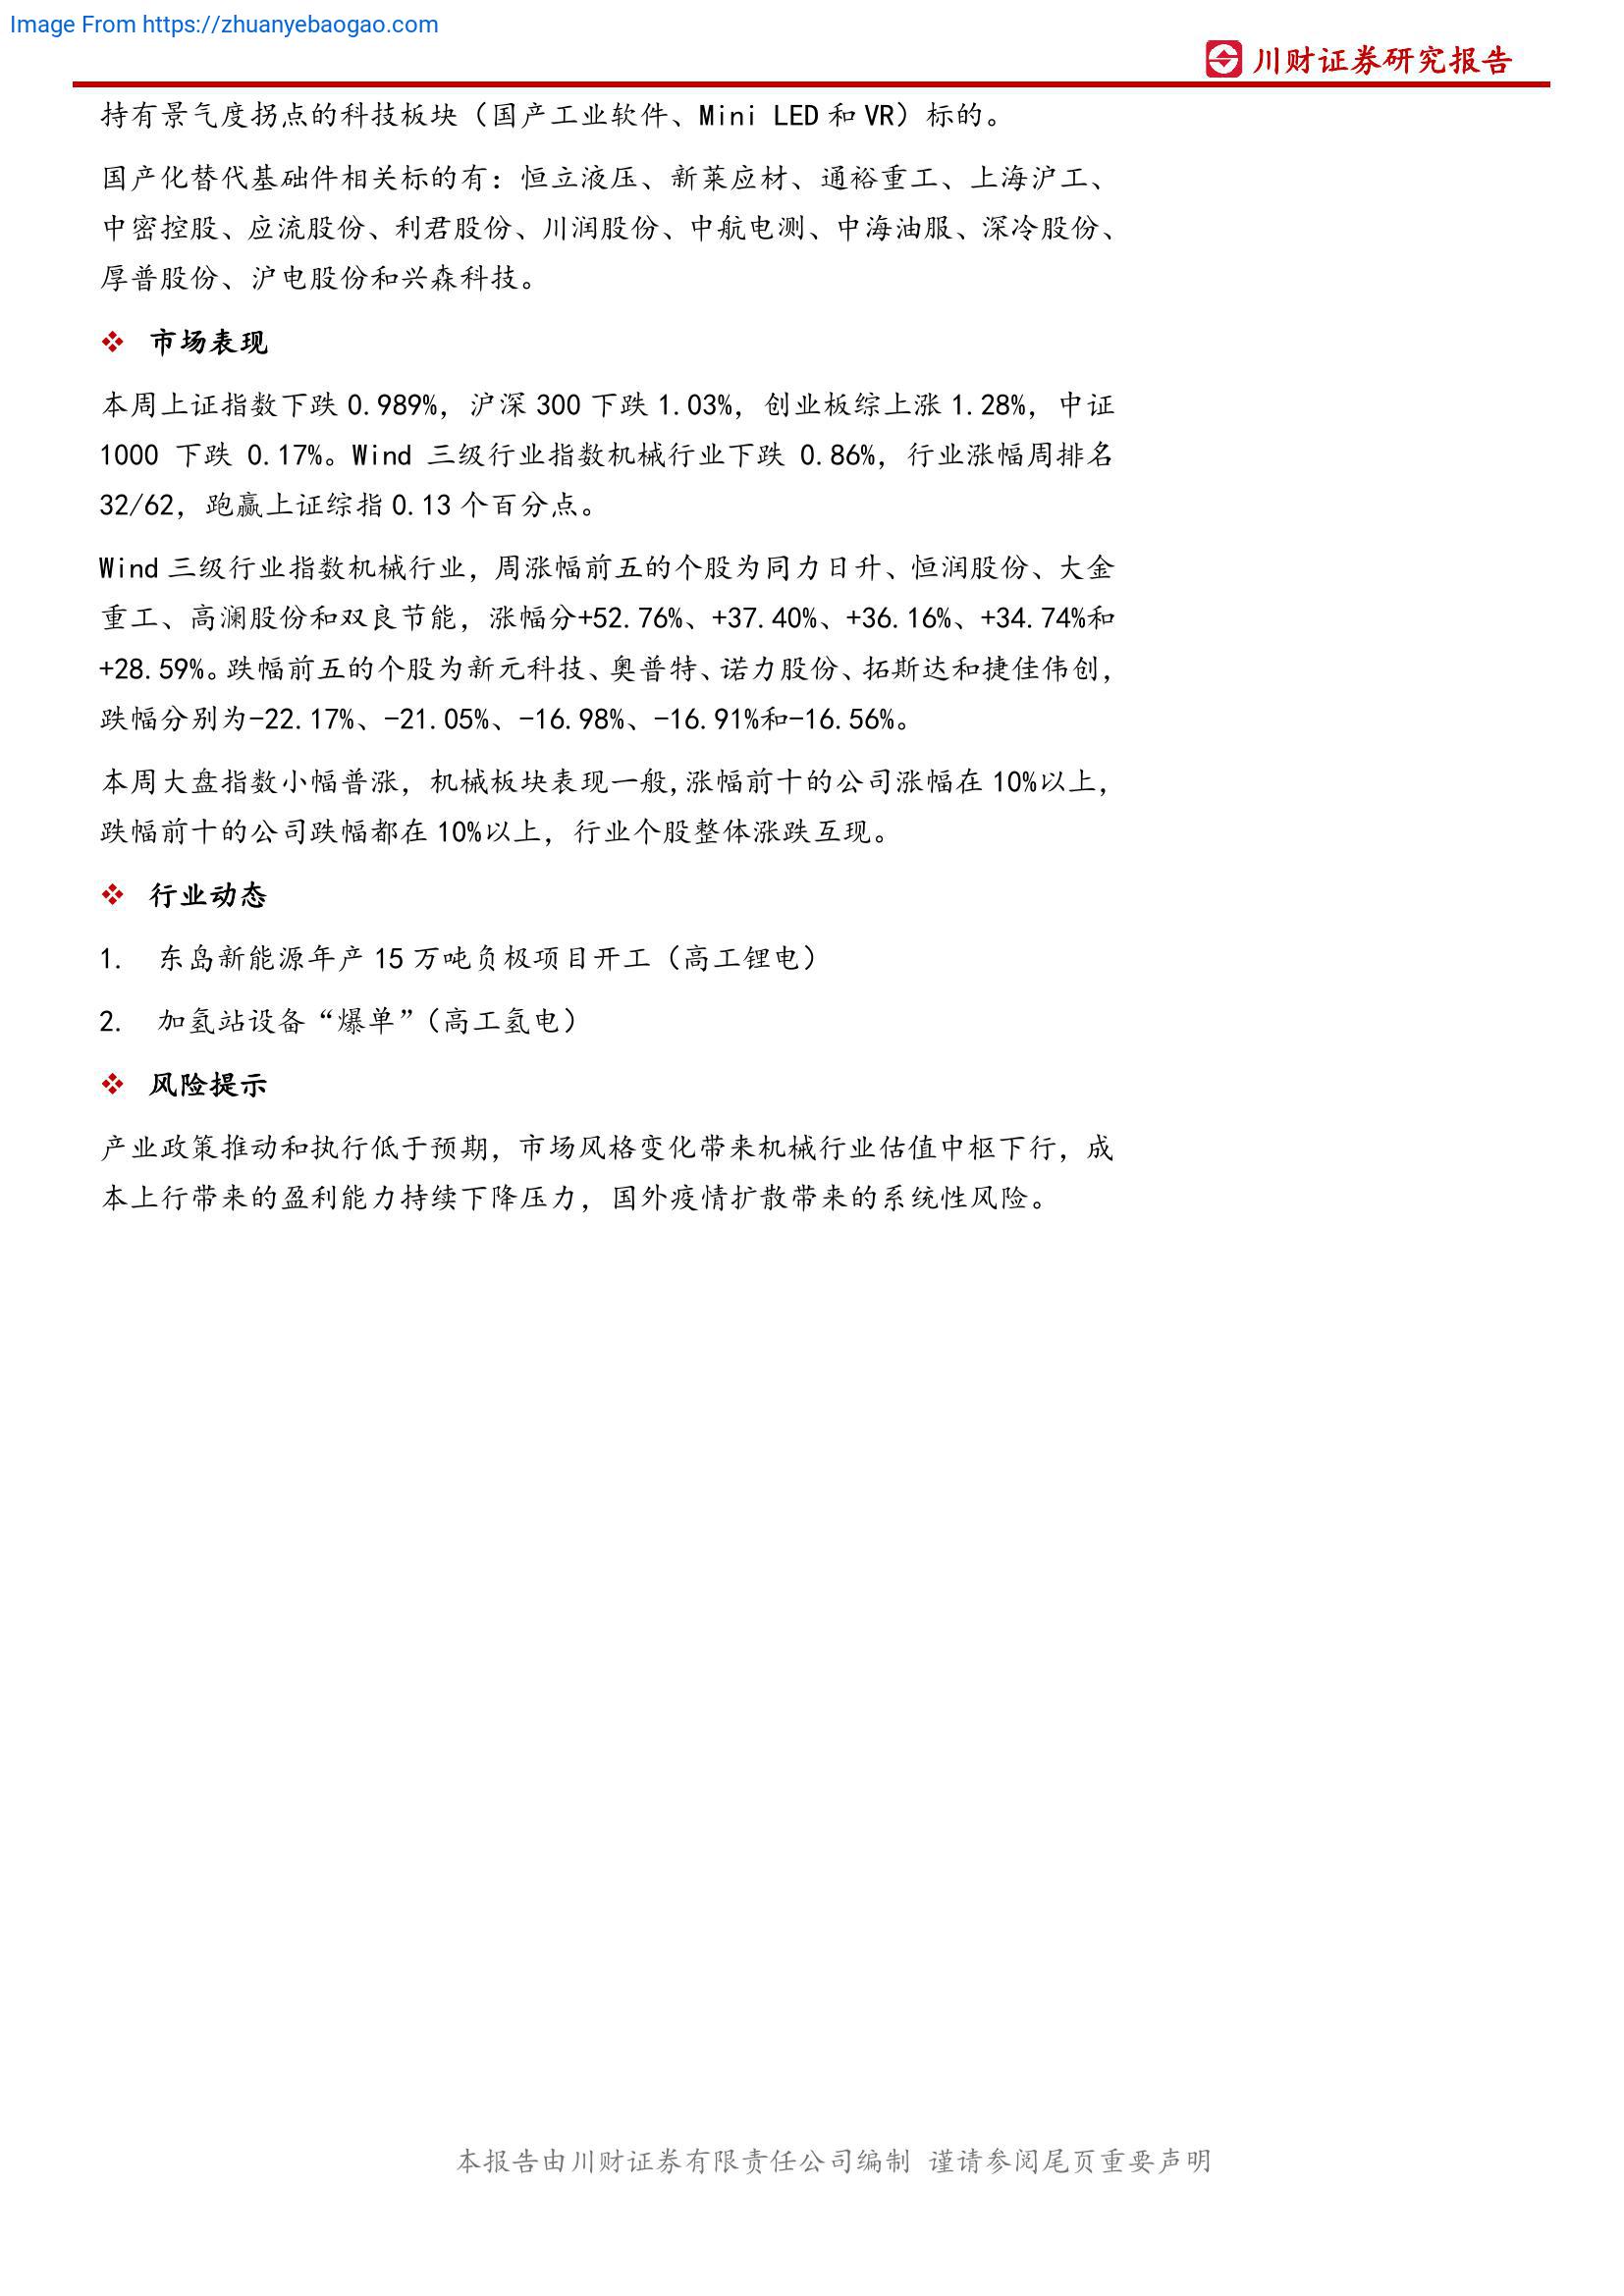 Image From https://zhuanyebaogao.com
川财证券研究报告
持有景气度拐点的科技板块（国产工业软件、Mini LED 和 VR）标的。
国产化替代基础件相关标的有：恒立液压、新莱应材、通裕重工、上海沪工、
中密控股、应流股份、利君股份、川润股份、中航电测、中海油服、深冷股份、
厚普股份、沪电股份和兴森科技。
❖ 市场表现
本周上证指数下跌 0.989%，沪深 300 下跌 1.03%，创业板综上涨 1.28%，中证
1000 下跌 0.17%。Wind 三级行业指数机械行业下跌 0.86%，行业涨幅周排名
32/62，跑赢上证综指 0.13 个百分点。
Wind 三级行业指数机械行业，周涨幅前五的个股为同力日升、恒润股份、大金
重工、高澜股份和双良节能，涨幅分+52.76%、+37.40%、+36.16%、+34.74%和
+28.59%。跌幅前五的个股为新元科技、奥普特、诺力股份、拓斯达和捷佳伟创，
跌幅分别为-22.17%、-21.05%、-16.98%、-16.91%和-16.56%。
本周大盘指数小幅普涨，机械板块表现一般,涨幅前十的公司涨幅在 10%以上，
跌幅前十的公司跌幅都在 10%以上，行业个股整体涨跌互现。
❖ 行业动态
1. 东岛新能源年产 15 万吨负极项目开工（高工锂电）
2. 加氢站设备“爆单”（高工氢电）
❖ 风险提示
产业政策推动和执行低于预期，市场风格变化带来机械行业估值中枢下行，成
本上行带来的盈利能力持续下降压力，国外疫情扩散带来的系统性风险。
本报告由川财证券有限责任公司编制 谨请参阅尾页重要声明